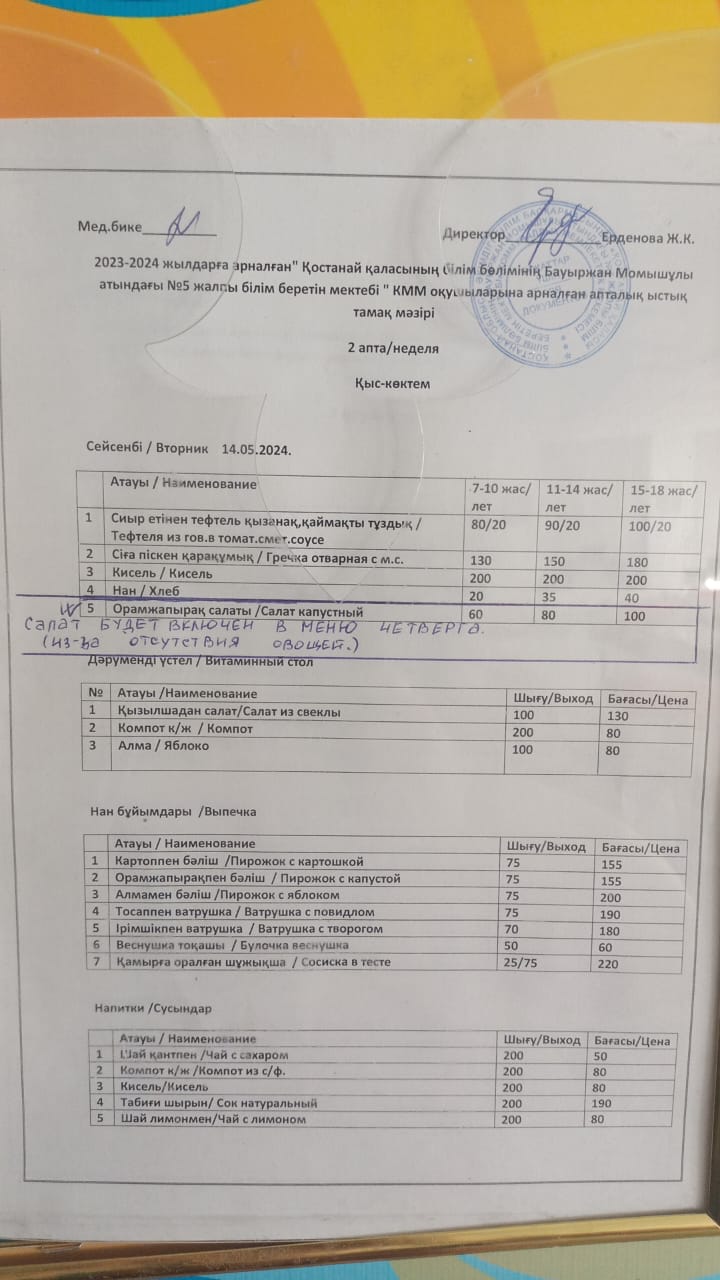 Мед.бике__________ Директор_____________Ерденова Ж.К.
2023-2024 жылдарға арналған" Қостанай қаласының білім бөлімінің Бауыржан Момышұлы
атындағы №5 жалпы білім беретін мектебі " КММ оқушыларына арналған апталық ыстық
тамақ мәзірі
2 апта/неделя
Қыс-көктем
Сейсенбі / Вторник 14.05.2024.
Атауы / Наименование 7-10 жас/ лет 11-14 жас/ лет 15-18 жас/ лет
1 Сиыр етінен тефтель қызанақ,қаймақты тұздық / 80/20 90/20 100/20
Тефтеля из гов.в томат.смет.соусе
2 Сіға піскен қарақұмық / Гречка отварная с м.с. 130 150 180
3 Кисель / Кисель 200 200 200
4 Нан / Хлеб 20 35 40
5 Орамжапырақ салаты /Салат капустный 60 80 100
Салат будет включен в меню четверга.
(из-за отсутствия овощей.)
Дәруменді үстел / Витаминный стол
№ Атауы /Наименование Шығу/Выход Бағасы/Цена
1 Қызылшадан салат/Салат из свеклы 100 130
2 Компот к/ж / Компот 200 80
3 Алма / Яблоко 100 80
Нан бұйымдары /Выпечка
Атауы / Наименование Шығу/Выход Бағасы/Цена
1 Картоппен бәліш /Пирожок с картошкой 75 155
2 Орамжапырақпен бәліш / Пирожок с капустой 75 155
3 Алмамен бәліш /Пирожок с яблоком 75 200
4 Тосаппен ватрушка / Ватрушка с повидлом 75 190
5 Ірімшікпен ватрушка / Ватрушка с творогом 70 180
6 Веснушка тоқашы / Булочка веснушка 50 60
7 Қамырға оралған шұжықша / Сосиска в тесте 25/75 220
Напитки /Сусындар
Атауы / Наименование Шығу/Выход Бағасы/Цена
1 Шай қантпен /Чай с сахаром 200 50
2 Компот к/ж /Компот из с/ф. 200 80
3 Кисель/Кисель 200 80
4 Табиғи шырын/ Сок натуральный 200 190
5 Шай лимонмен/Чай с лимоном 200 80